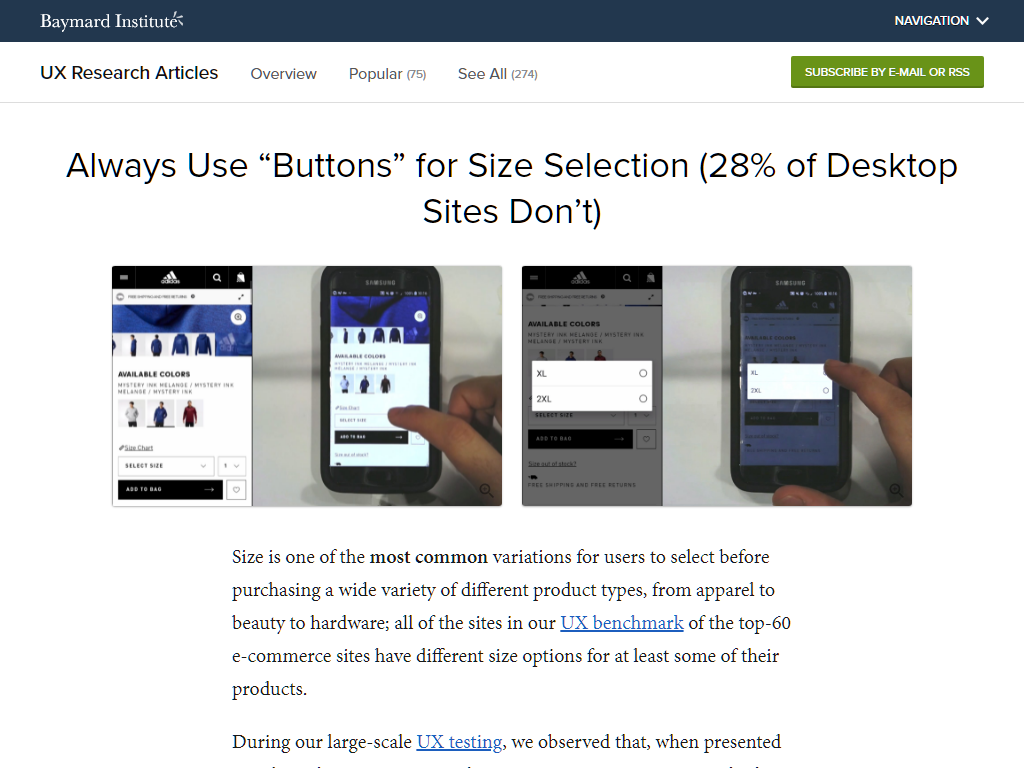 Baymard Institute
NAVIGATION
UX Research Articles
Overview
Popular (75)
See All (274)
SUBSCRIBE BY E-MAIL OR RSS
Always Use “Buttons” for Size Selection (28% of Desktop
Sites Don’t)
adidas
FREE SHIPPING AND FREE RETURNS
AVAILABLE COLORS
MYSTERY INK MELANGE / MYSTERY INK
MELANGE / MYSTERY INK
Size Chart
SELECT SIZE
1
ADD TO BAG
SAMSUNG
AVAILABLE COLORS
MYSTERY INK MELANGE / MYSTERY INK
MELANGE / MYSTERY INK
Size Chart
SELECT SIZE
ADD TO BAG
Size out of stock?
adidas
FREE SHIPPING AND FREE RETURNS
AVAILABLE COLORS
MYSTERY INK MELANGE / MYSTERY INK
MELANGE / MYSTERY INK
XL
2XL
SELECT SIZE
1
ADD TO BAG
Size out of stock?
FREE SHIPPING AND FREE RETURNS
SAMSUNG
AVAILABLE COLORS
XL
2XL
ADD TO BAG
Size is one of the most common variations for users to select before
purchasing a wide variety of different product types, from apparel to
beauty to hardware; all of the sites in our UX benchmark of the top-60
e-commerce sites have different size options for at least some of their
products.
During our large-scale UX testing, we observed that, when presented